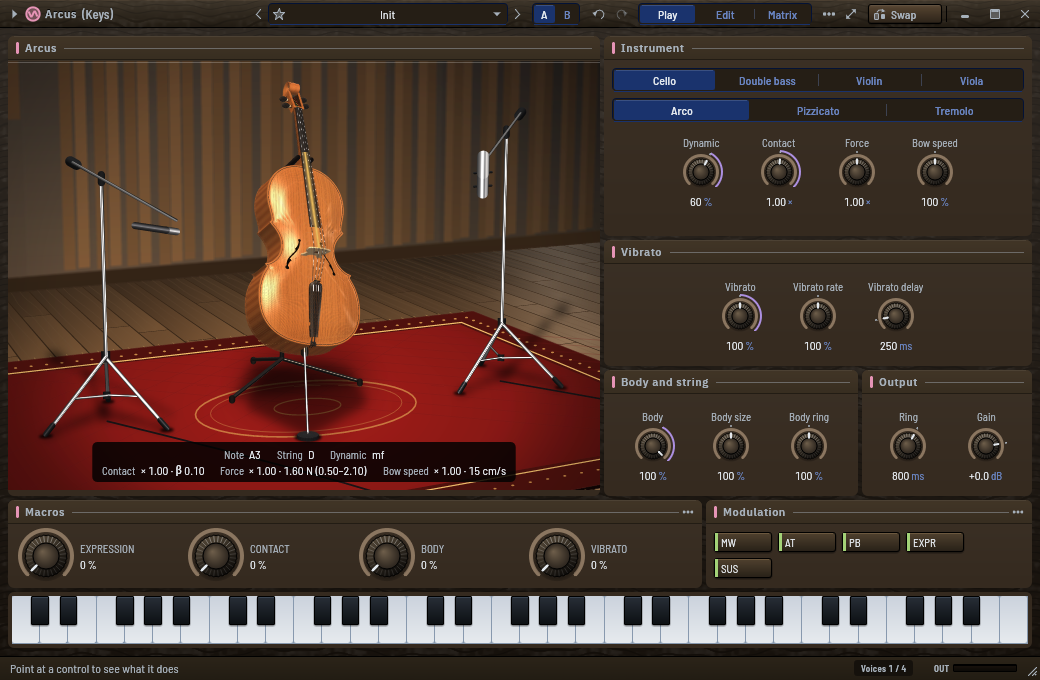 Arcus (Keys)
Init
A B
Play Edit Matrix
Swap
Arcus
Note A3 String D Dynamic mf
Contact × 1.00 · β 0.10 Force × 1.00 · 1.60 N (0.50–2.10) Bow speed × 1.00 · 15 cm/s
Instrument
Cello Double bass Violin Viola
Arco Pizzicato Tremolo
Dynamic Contact Force Bow speed
60 % 1.00 × 1.00 × 100 %
Vibrato
Vibrato Vibrato rate Vibrato delay
100 % 100 % 250 ms
Body and string
Body Body size Body ring
100 % 100 % 100 %
Output
Ring Gain
800 ms +0.0 dB
Macros
EXPRESSION
0 %
CONTACT
0 %
BODY
0 %
VIBRATO
0 %
Modulation
MW AT PB EXPR
SUS
Point at a control to see what it does
Voices 1 / 4
OUT